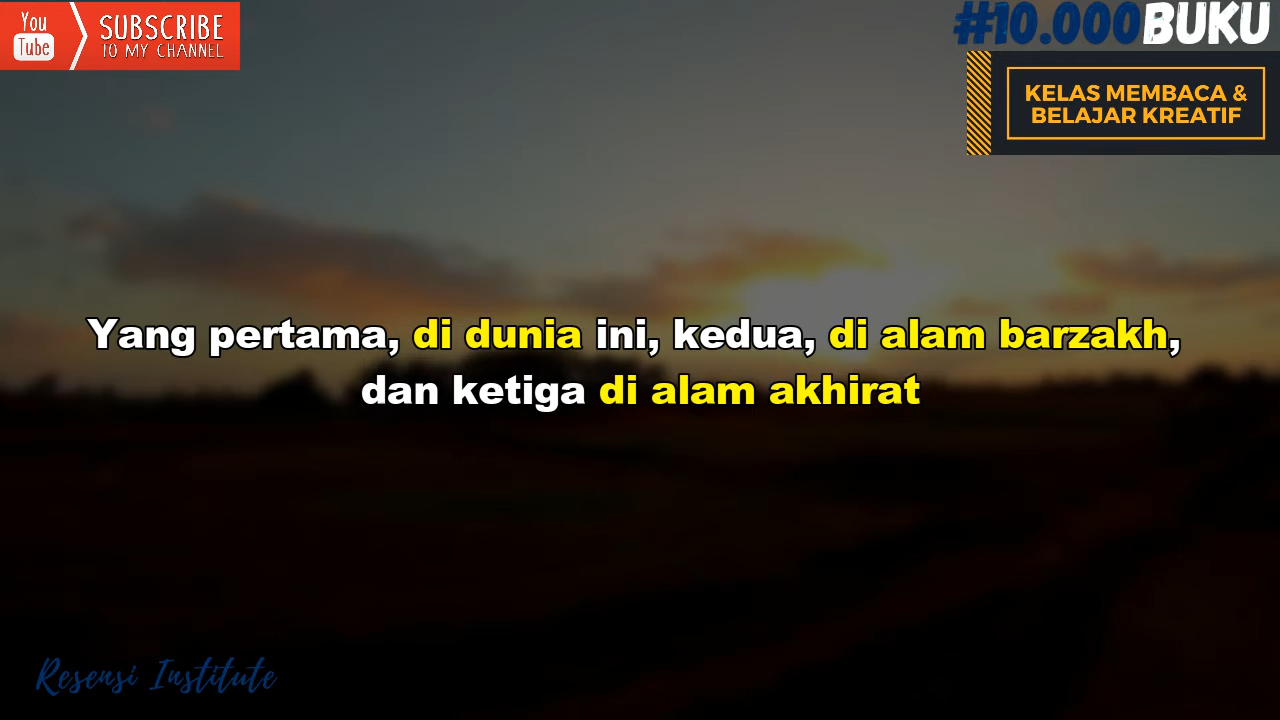 You
Tube
SUBSCRIBE
TO MY CHANNEL
#10.000BUKU
KELAS MEMBACA &
BELAJAR KREATIF
Yang pertama, di dunia ini, kedua, di alam barzakh,
dan ketiga di alam akhirat
Resensi Institute